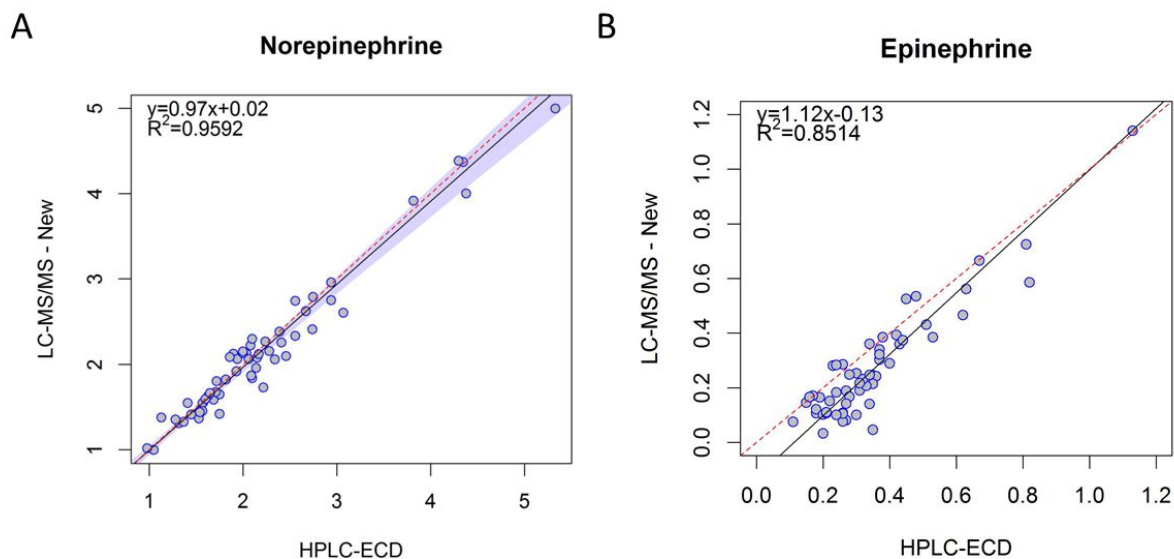 A
Norepinephrine
y=0.97x+0.02
R²=0.9592
5
4
3
2
1
LC-MS/MS - New
1 2 3 4 5
HPLC-ECD
B
Epinephrine
y=1.12x-0.13
R²=0.8514
1.2
1.0
0.8
0.6
0.4
0.2
0.0
LC-MS/MS - New
0.0 0.2 0.4 0.6 0.8 1.0 1.2
HPLC-ECD